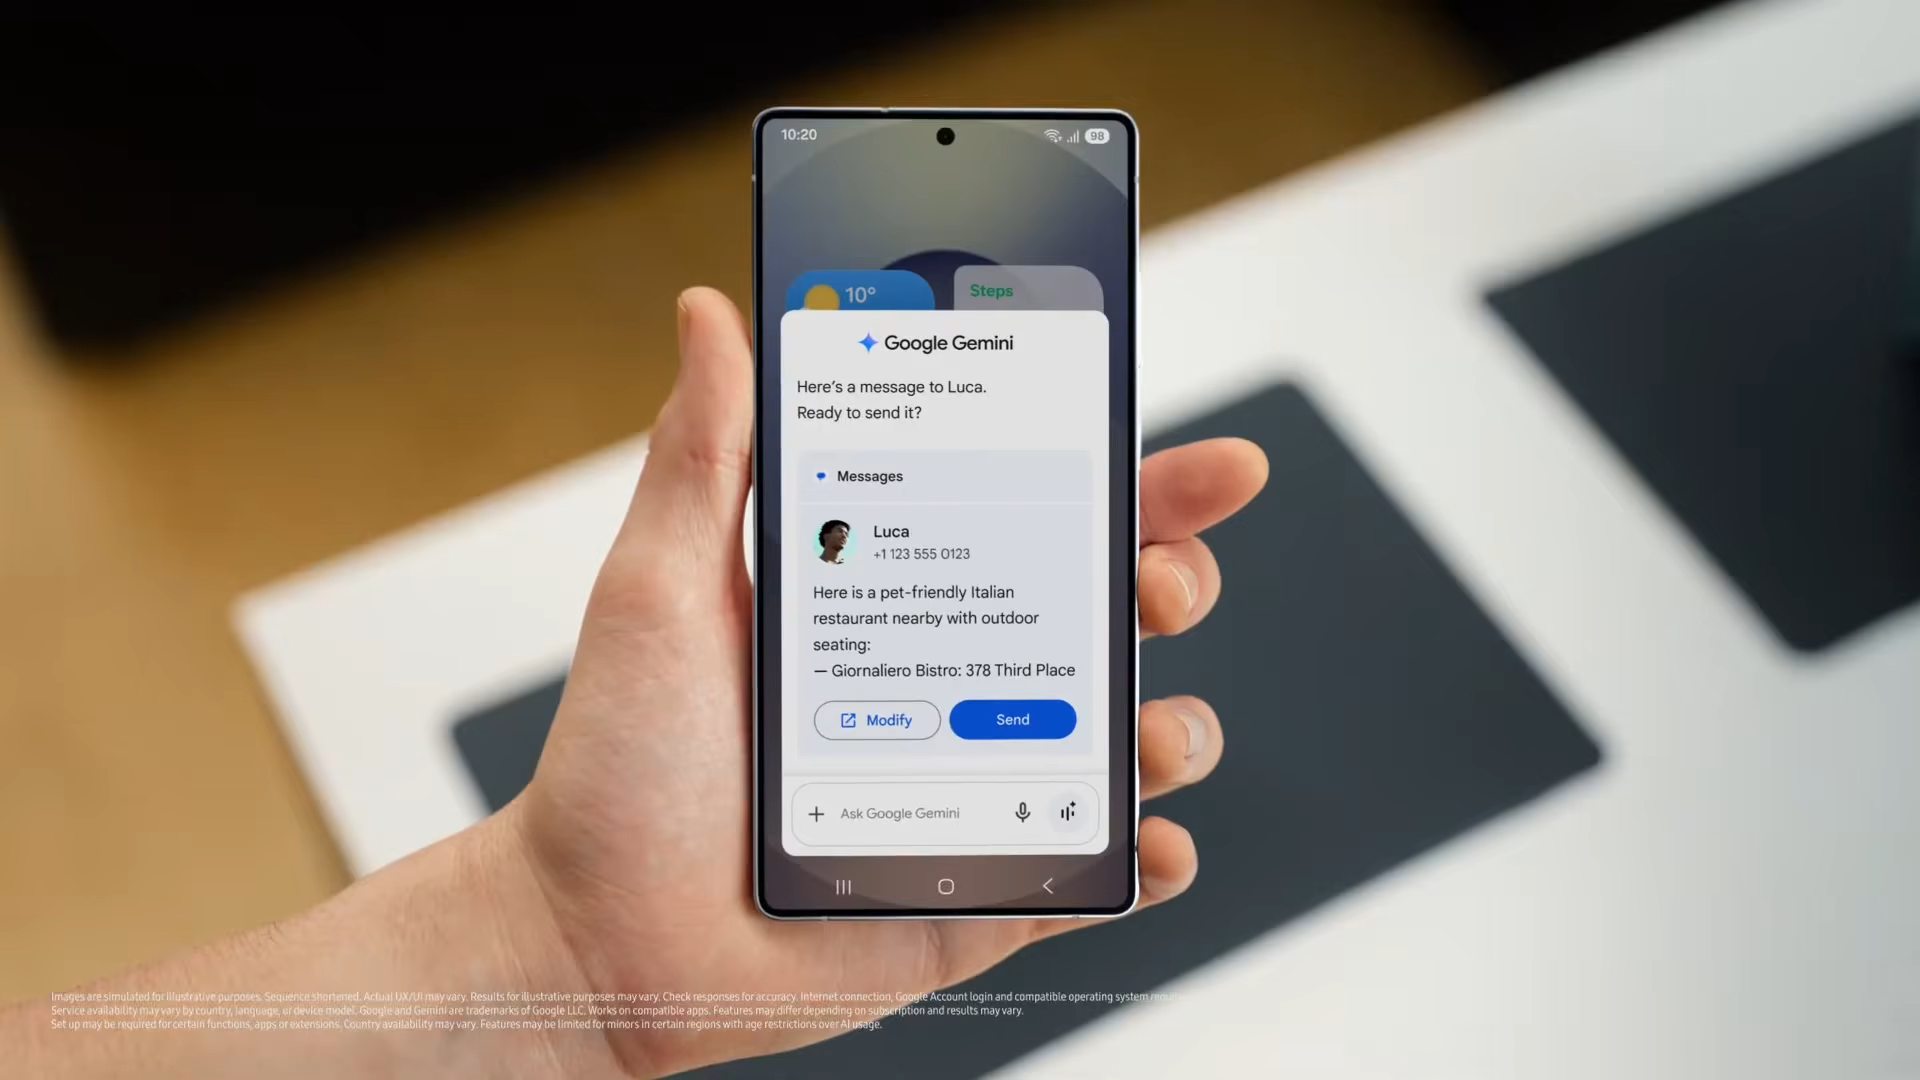 10:20
98
10°
Steps
Google Gemini
Here's a message to Luca.
Ready to send it?
Messages
Luca
+1 123 555 0123
Here is a pet-friendly Italian
restaurant nearby with outdoor
seating:
— Giornaliero Bistro: 378 Third Place
Modify
Send
Ask Google Gemini
Images are simulated for illustrative purposes. Sequence shortened. Actual UX/UI may vary. Results for illustrative purposes may vary. Check responses for accuracy. Internet connection, Google Account login and compatible operating system
Service availability may vary by country, language, or device model. Google and Gemini are trademarks of Google LLC. Works on compatible apps. Features may differ depending on subscription and results may vary.
Set up may be required for certain functions, apps or extensions. Country availability may vary. Features may be limited for minors in certain regions with age restrictions over AI usage.